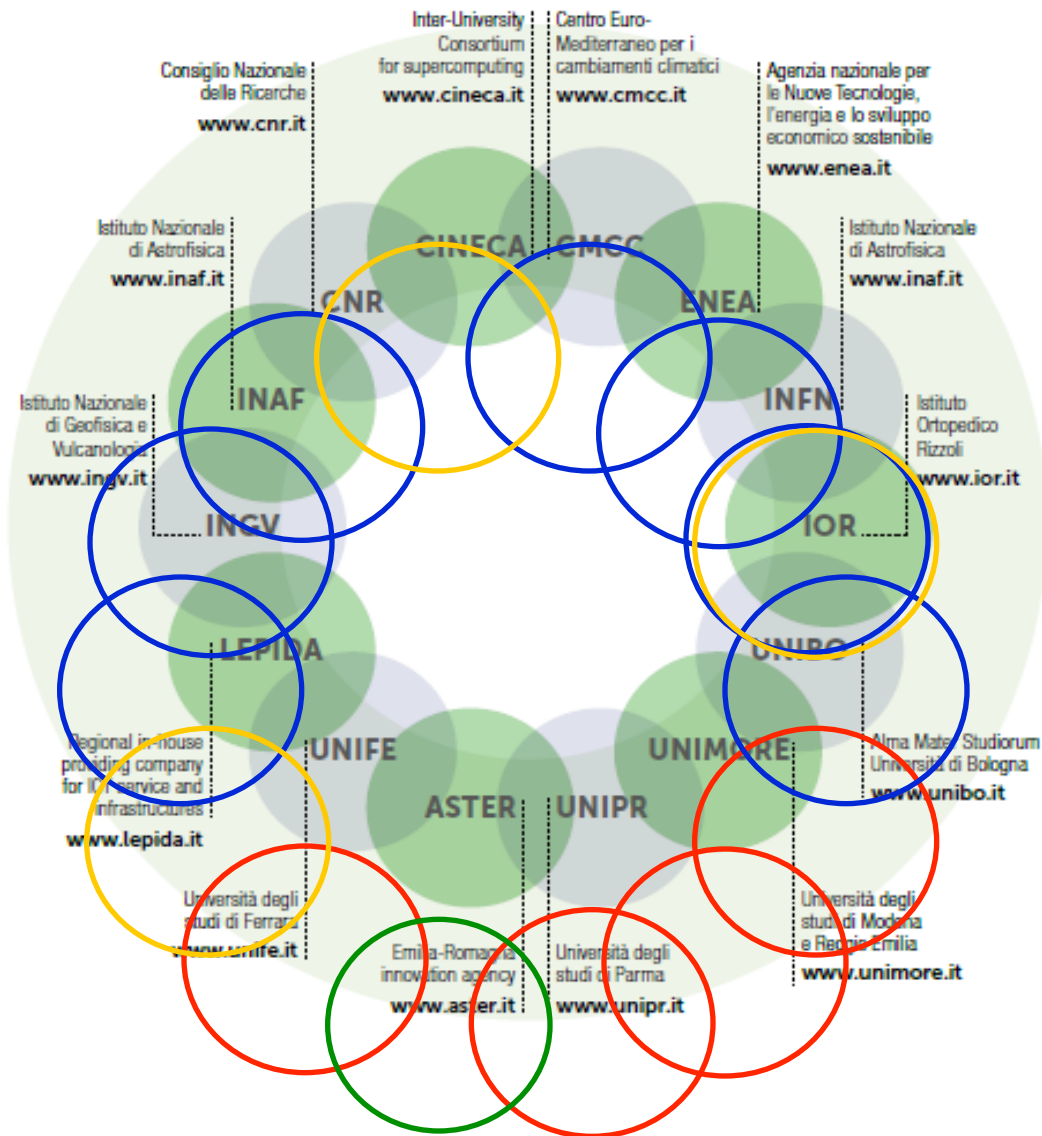 Inter-University
Consortium
for supercomputing
www.cineca.it
Centro Euro-
Mediterraneo per i
cambiamenti climatici
www.cmcc.it
Consiglio Nazionale
delle Ricerche
www.cnr.it
Agenzia nazionale per
le Nuove Tecnologie,
l'energia e lo sviluppo
economico sostenibile
www.enea.it
Istituto Nazionale
di Astrofisica
www.inaf.it
Istituto Nazionale
di Astrofisica
www.inaf.it
CINECA
CMCC
CNR
ENEA
INAF
INFN
Istituto Nazionale
di Geofisica e
Vulcanologia
www.ingv.it
Istituto
Ortopedico
Rizzoli
www.ior.it
INGV
IOR
LEPIDA
UNIBO
UNIFE
UNIMORE
Regional in-house
providing company
for ICT service and
infrastructures
www.lepida.it
Alma Mater Studiorum
Università di Bologna
www.unibo.it
ASTER
UNIPR
Università degli
studi di Ferrara
www.unife.it
Emilia-Romagna
innovation agency
www.aster.it
Università degli
studi di Parma
www.unipr.it
Università degli
studi di Modena
e Reggio Emilia
www.unimore.it